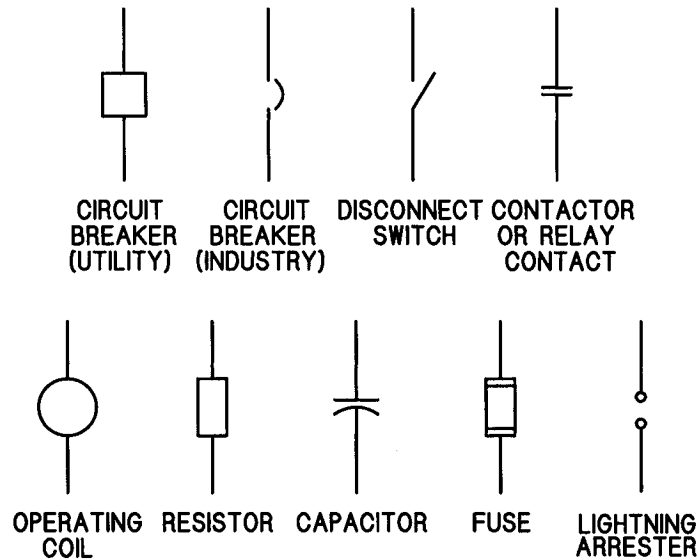 CIRCUIT BREAKER (UTILITY)
CIRCUIT BREAKER (INDUSTRY)
DISCONNECT SWITCH
CONTACTOR OR RELAY CONTACT
OPERATING COIL
RESISTOR
CAPACITOR
FUSE
LIGHTNING ARRESTER